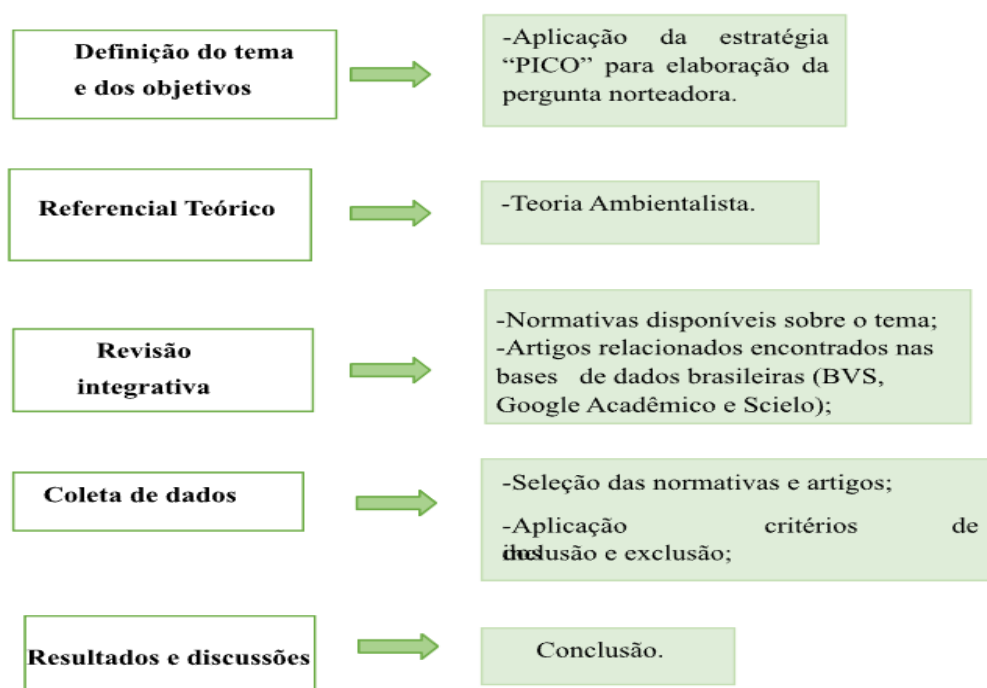 Definição do tema
e dos objetivos
-Aplicação da estratégia
“PICO” para elaboração da
pergunta norteadora.
Referencial Teórico
-Teoria Ambientalista.
Revisão
integrativa
-Normativas disponíveis sobre o tema;
-Artigos relacionados encontrados nas
bases de dados brasileiras (BVS,
Google Acadêmico e Scielo);
Coleta de dados
-Seleção das normativas e artigos;
-Aplicação critérios de
dos
inclusão e exclusão;
Resultados e discussões
Conclusão.